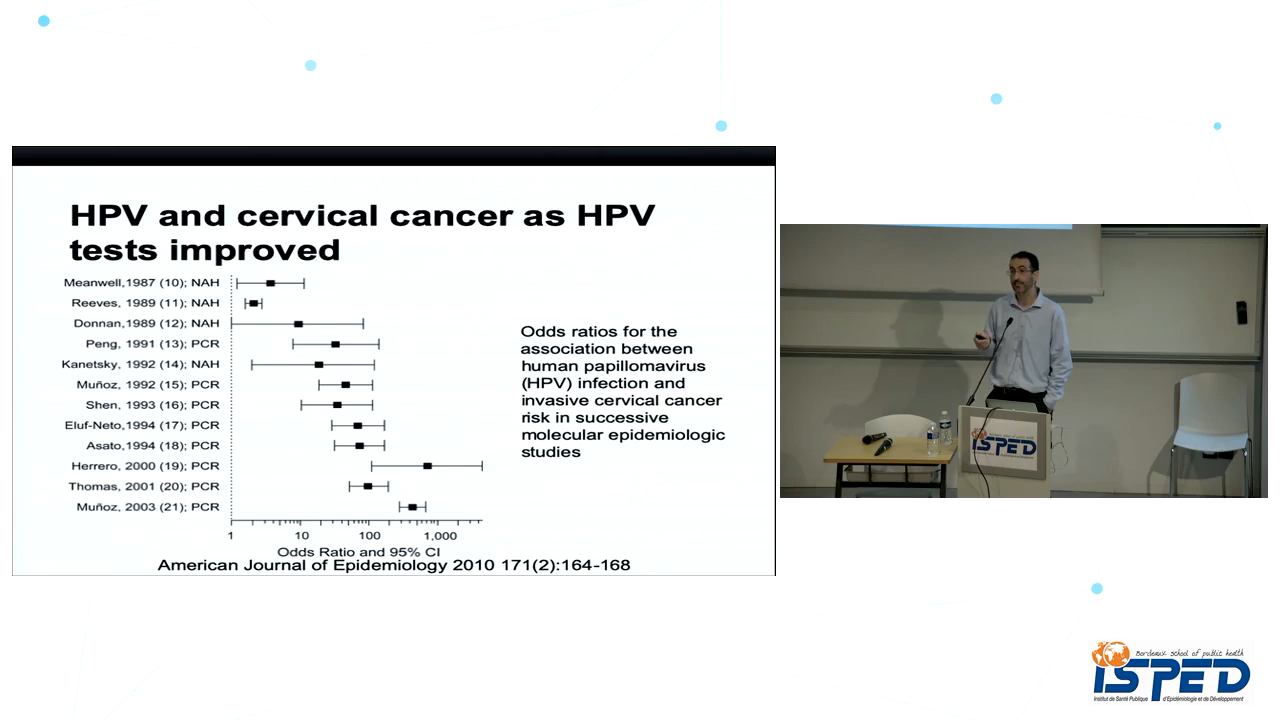 HPV and cervical cancer as HPV
tests improved
Meanwell,1987 (10); NAH
Reeves, 1989 (11); NAH
Donnan,1989 (12); NAH
Peng, 1991 (13); PCR
Kanetsky, 1992 (14); NAH
Muñoz, 1992 (15); PCR
Shen, 1993 (16); PCR
Eluf-Neto,1994 (17); PCR
Asato,1994 (18); PCR
Herrero, 2000 (19); PCR
Thomas, 2001 (20); PCR
Muñoz, 2003 (21); PCR
1 10 100 1,000
Odds Ratio and 95% CI
Odds ratios for the
association between
human papillomavirus
(HPV) infection and
invasive cervical cancer
risk in successive
molecular epidemiologic
studies
American Journal of Epidemiology 2010 171(2):164-168
ISPED
Bordeaux school of public health
ISPED
Institut de Santé Publique d'Epidémiologie et de Développement